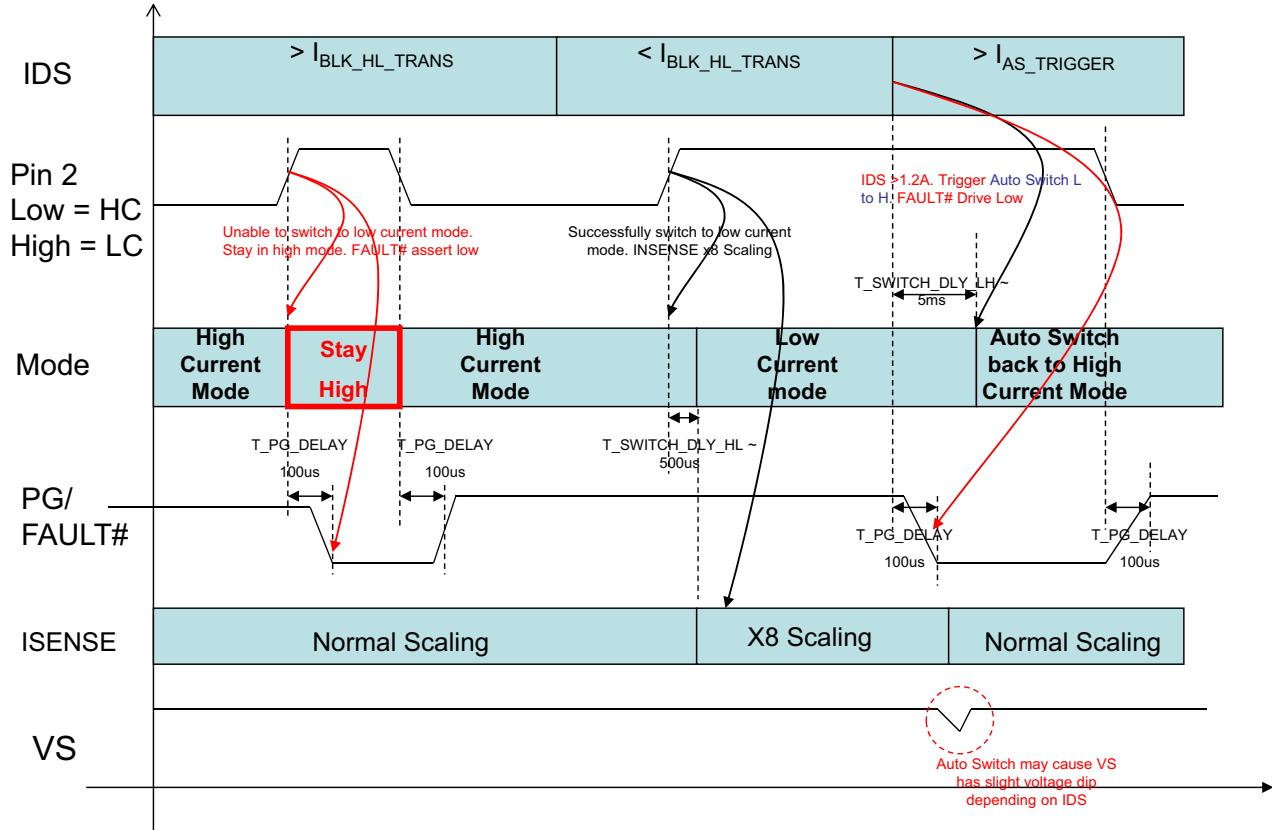 IDS
> I_BLK_HL_TRANS
< I_BLK_HL_TRANS
> I_AS_TRIGGER
Pin 2
Low = HC
High = LC
Unable to switch to low current mode.
Stay in high mode. FAULT# assert low
Successfully switch to low current
mode. INSENSE x8 Scaling
IDS >1.2A. Trigger Auto Switch L
to H. FAULT# Drive Low
T_SWITCH_DLY_LH ~
5ms
Mode
High
Current
Mode
Stay
High
High
Current
Mode
Low
Current
mode
Auto Switch
back to High
Current Mode
T_PG_DELAY
100us
T_PG_DELAY
100us
T_SWITCH_DLY_HL ~
500us
PG/
FAULT#
T_PG_DELAY
100us
T_PG_DELAY
100us
ISENSE
Normal Scaling
X8 Scaling
Normal Scaling
VS
Auto Switch may cause VS
has slight voltage dip
depending on IDS